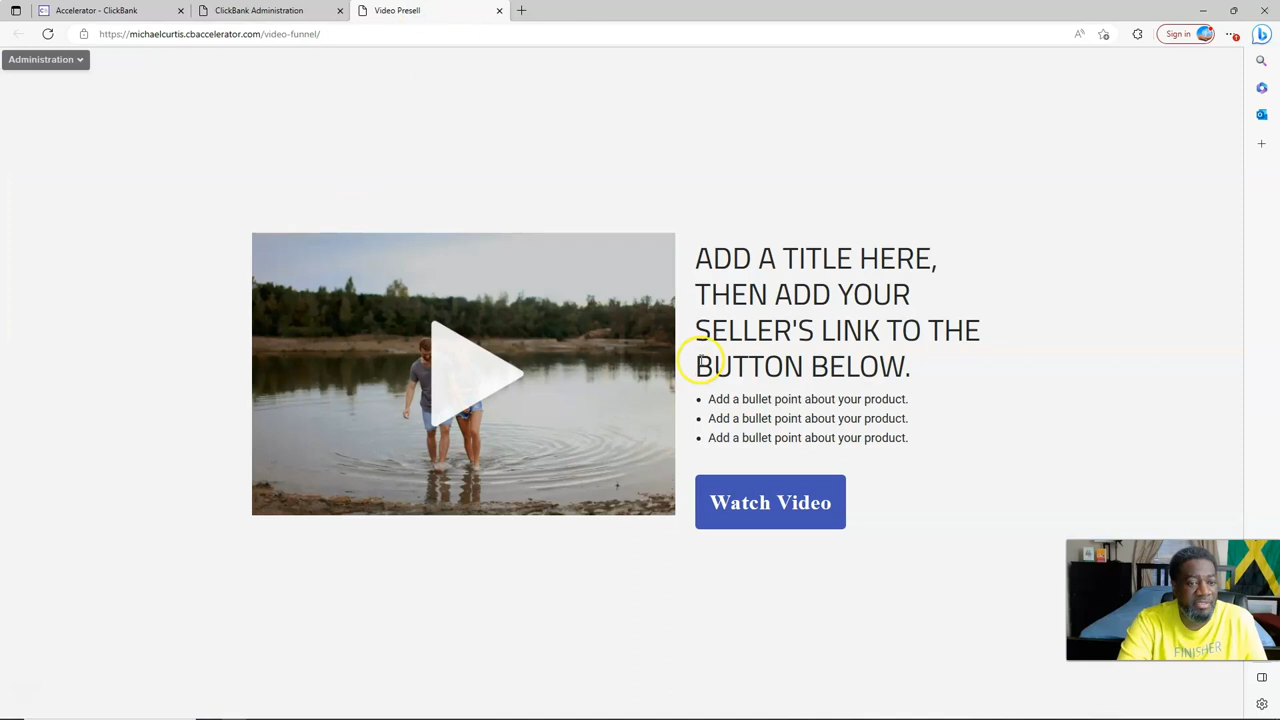 Accelerator - ClickBank
ClickBank Administration
Video Presell
https://michaelcurtis.cbaccelerator.com/video-funnel/
Sign in
Administration
ADD A TITLE HERE,
THEN ADD YOUR
SELLER'S LINK TO THE
BUTTON BELOW.
Add a bullet point about your product.
Add a bullet point about your product.
Add a bullet point about your product.
Watch Video
FINISHER